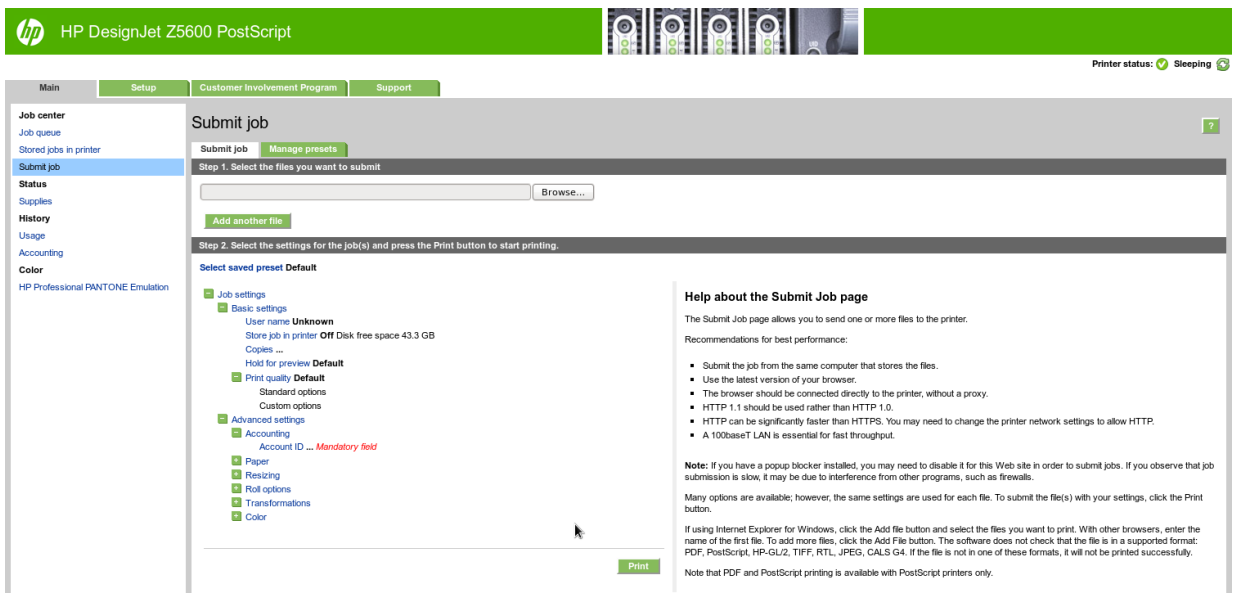 hp
HP DesignJet Z5600 PostScript
UID
Printer status: Sleeping
Main
Setup
Customer Involvement Program
Support
Job center
Job queue
Stored jobs in printer
Submit job
Status
Supplies
History
Usage
Accounting
Color
HP Professional PANTONE Emulation
Submit job
?
Submit job
Manage presets
Step 1. Select the files you want to submit
Browse...
Add another file
Step 2. Select the settings for the job(s) and press the Print button to start printing.
Select saved preset Default
Job settings
Basic settings
User name Unknown
Store job in printer Off Disk free space 43.3 GB
Copies ...
Hold for preview Default
Print quality Default
Standard options
Custom options
Advanced settings
Accounting
Account ID ... Mandatory field
Paper
Resizing
Roll options
Transformations
Color
Print
Help about the Submit Job page
The Submit Job page allows you to send one or more files to the printer.
Recommendations for best performance:
Submit the job from the same computer that stores the files.
Use the latest version of your browser.
The browser should be connected directly to the printer, without a proxy.
HTTP 1.1 should be used rather than HTTP 1.0.
HTTP can be significantly faster than HTTPS. You may need to change the printer network settings to allow HTTP.
A 100baseT LAN is essential for fast throughput.
Note: If you have a popup blocker installed, you may need to disable it for this Web site in order to submit jobs. If you observe that job
submission is slow, it may be due to interference from other programs, such as firewalls.
Many options are available; however, the same settings are used for each file. To submit the file(s) with your settings, click the Print
button.
If using Internet Explorer for Windows, click the Add file button and select the files you want to print. With other browsers, enter the
name of the first file. To add more files, click the Add File button. The software does not check that the file is in a supported format:
PDF, PostScript, HP-GL/2, TIFF, RTL, JPEG, CALS G4. If the file is not in one of these formats, it will not be printed successfully.
Note that PDF and PostScript printing is available with PostScript printers only.